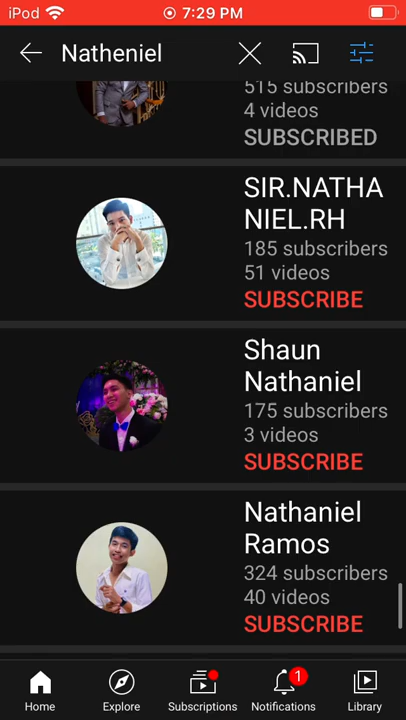 iPod 7:29 PM
Natheniel
515 subscribers
4 videos
SUBSCRIBED
SIR.NATHA
NIEL.RH
185 subscribers
51 videos
SUBSCRIBE
Shaun
Nathaniel
175 subscribers
3 videos
SUBSCRIBE
Nathaniel
Ramos
324 subscribers
40 videos
SUBSCRIBE
1
Home Explore Subscriptions Notifications Library